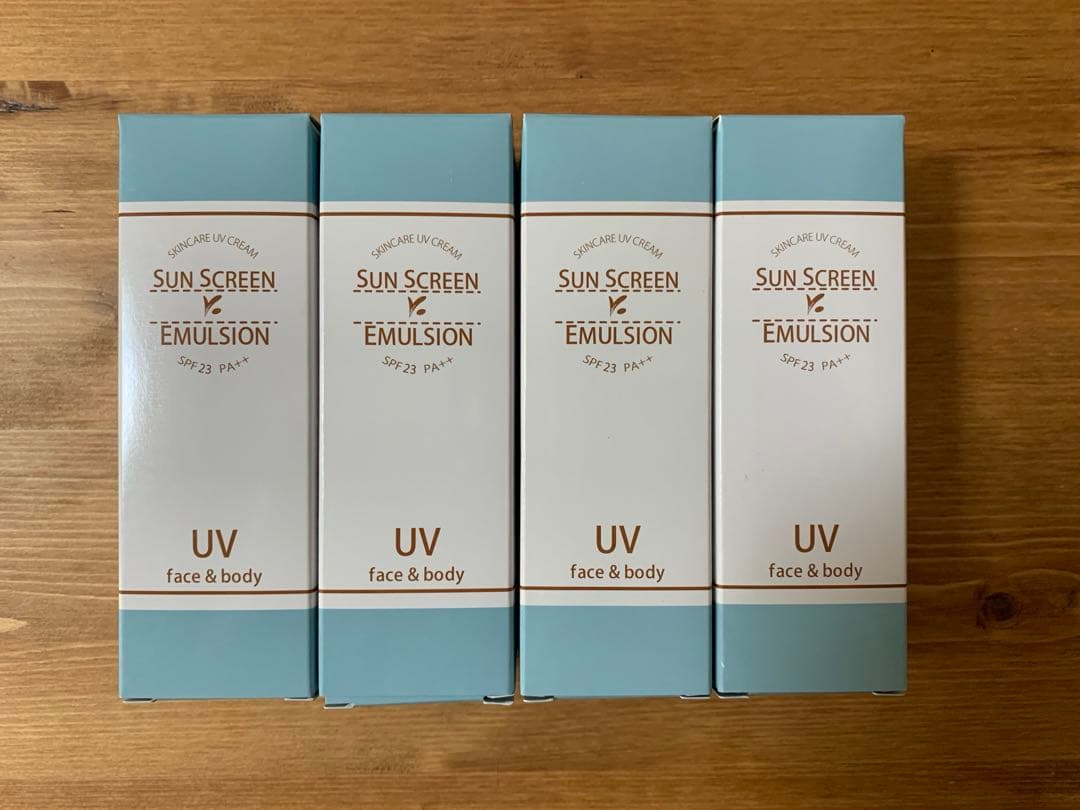 SKINCARE UV CREAM
SUN SCREEN
EMULSION
SPF23 PA++
UV
face & body
SKINCARE UV CREAM
SUN SCREEN
EMULSION
SPF23 PA++
UV
face & body
SKINCARE UV CREAM
SUN SCREEN
EMULSION
SPF23 PA++
UV
face & body
SKINCARE UV CREAM
SUN SCREEN
EMULSION
SPF23 PA++
UV
face & body